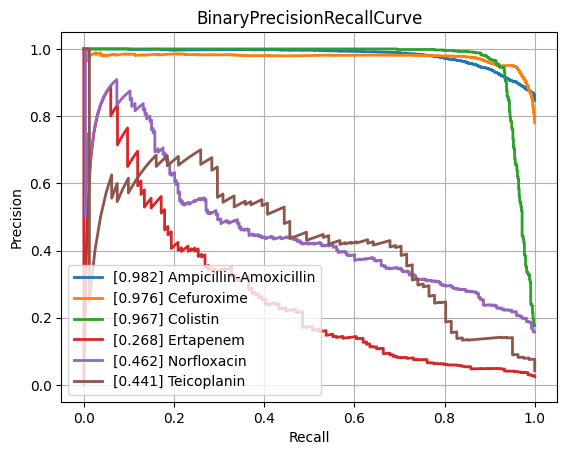 BinaryPrecisionRecallCurve
1.0
0.8
0.6
0.4
0.2
0.0
Precision
[0.982] Ampicillin-Amoxicillin
[0.976] Cefuroxime
[0.967] Colistin
[0.268] Ertapenem
[0.462] Norfloxacin
[0.441] Teicoplanin
0.0 0.2 0.4 0.6 0.8 1.0
Recall